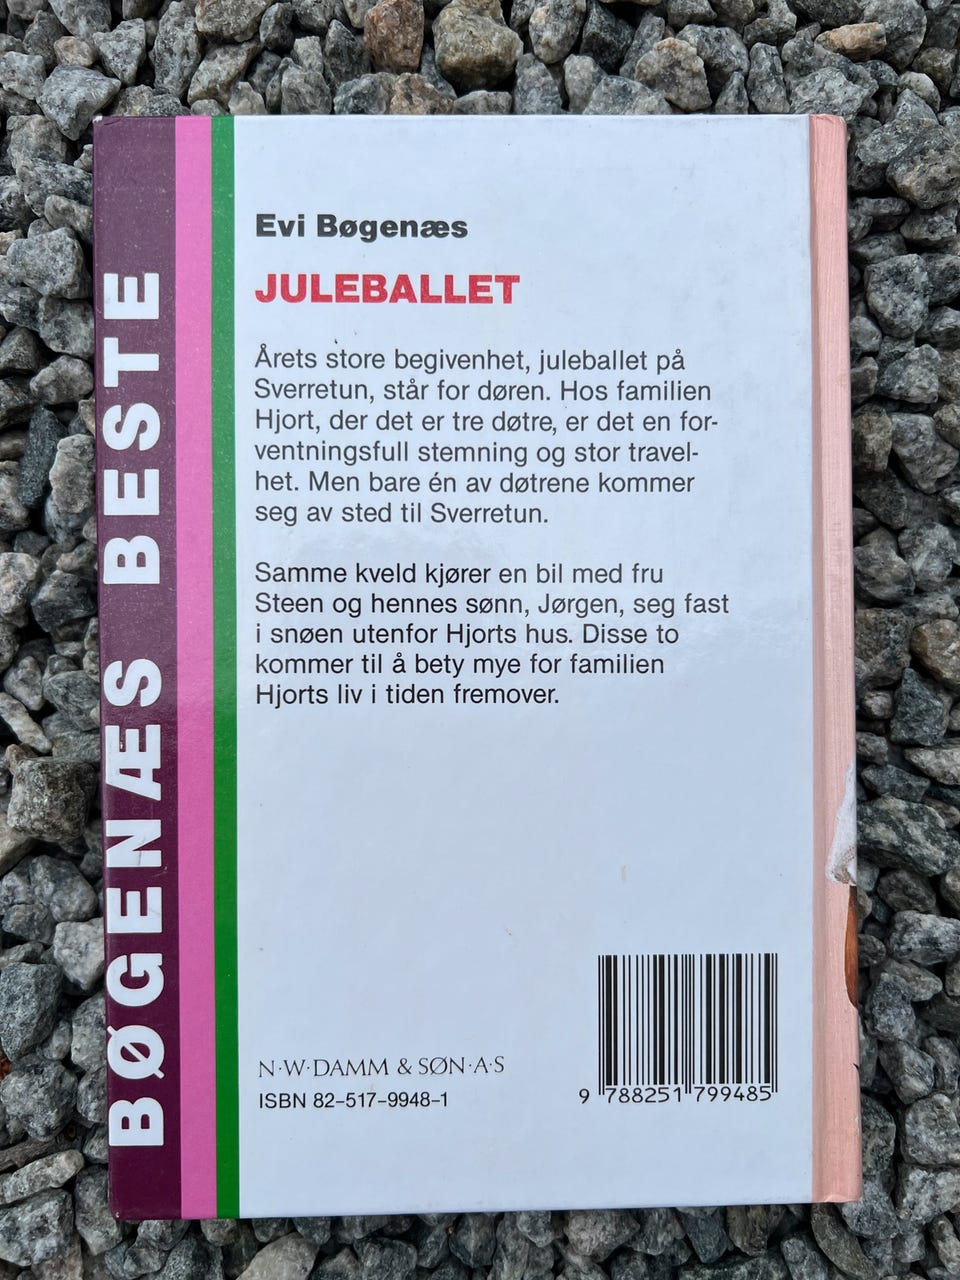 BØGENÆS BESTE
Evi Bøgenæs
JULEBALLET
Årets store begivenhet, juleballet på
Sverretun, står for døren. Hos familien
Hjort, der det er tre døtre, er det en for-
ventningsfull stemning og stor travel-
het. Men bare én av døtrene kommer
seg av sted til Sverretun.
Samme kveld kjører en bil med fru
Steen og hennes sønn, Jørgen, seg fast
i snøen utenfor Hjorts hus. Disse to
kommer til å bety mye for familien
Hjorts liv i tiden fremover.
N·W·DAMM & SØN·A·S
ISBN 82-517-9948-1
9 788251 799485